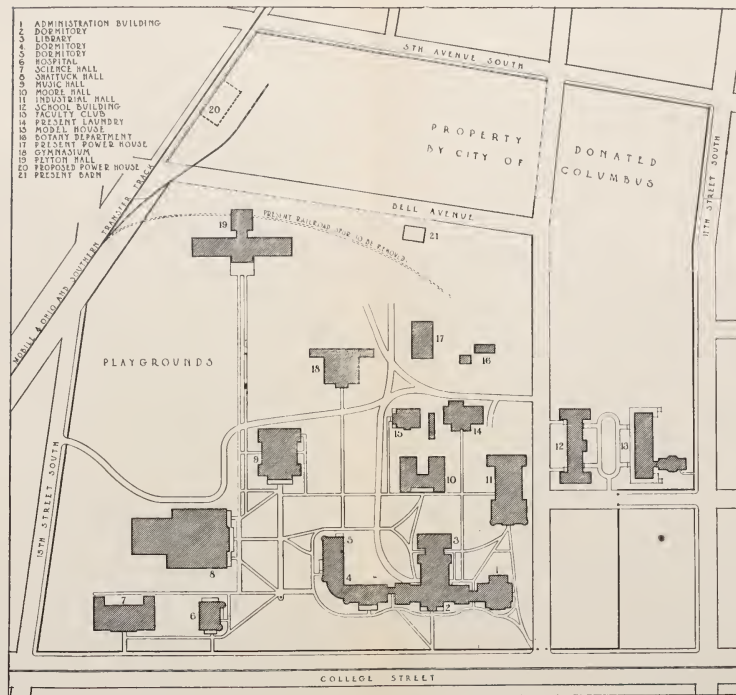 1 ADMINISTRATION BUILDING
2 DORMITORY
3 LIBRARY
4 DORMITORY
5 DORMITORY
6 HOSPITAL
7 SCIENCE HALL
8 SHATTUCK HALL
9 MUSIC HALL
10 MOORE HALL
11 INDUSTRIAL HALL
12 SCHOOL BUILDING
13 FACULTY CLUB
14 PRESENT LAUNDRY
15 MODEL HOUSE
16 BOTANY DEPARTMENT
17 PRESENT POWER HOUSE
18 GYMNASIUM
19 PEYTON HALL
20 PROPOSED POWER HOUSE
21 PRESENT BARN
5TH AVENUE SOUTH
20
PROPERTY DONATED
BY CITY OF COLUMBUS
11TH STREET SOUTH
MOBILE & OHIO AND SOUTHERN TRANSFER TRACK
BELL AVENUE
19
PRESENT RAILROAD SPUR TO BE REMOVED
21
PLAYGROUNDS
18
17
16
15
14
12
13
9
10
11
15TH STREET SOUTH
8
5
3
4
1
7
6
2
COLLEGE STREET